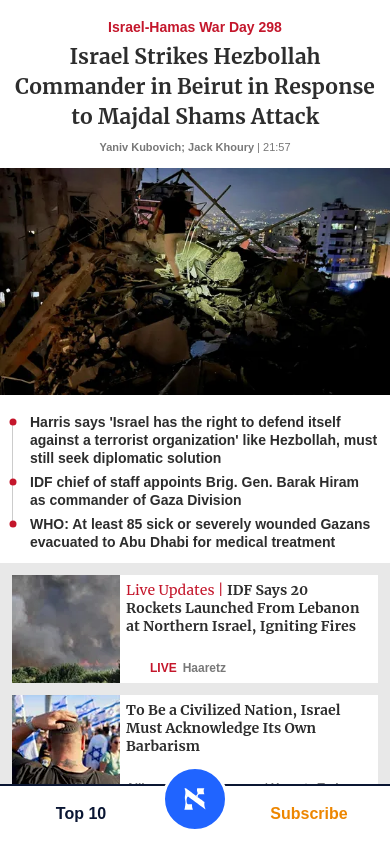 Israel-Hamas War Day 298
Israel Strikes Hezbollah
Commander in Beirut in Response
to Majdal Shams Attack
Yaniv Kubovich; Jack Khoury | 21:57
Harris says 'Israel has the right to defend itself
against a terrorist organization' like Hezbollah, must
still seek diplomatic solution
IDF chief of staff appoints Brig. Gen. Barak Hiram
as commander of Gaza Division
WHO: At least 85 sick or severely wounded Gazans
evacuated to Abu Dhabi for medical treatment
Live Updates | IDF Says 20
Rockets Launched From Lebanon
at Northern Israel, Igniting Fires
LIVE Haaretz
To Be a Civilized Nation, Israel
Must Acknowledge Its Own
Barbarism
Top 10
א
Subscribe